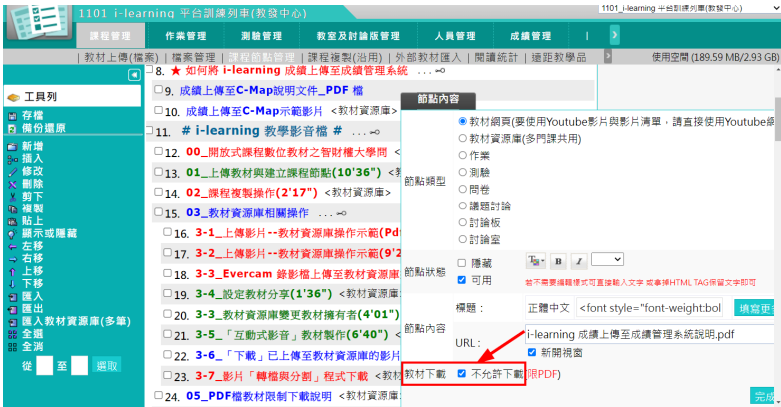 1101 i-learning 平台訓練列車(教發中心)
1101_i-learning 平台訓練列車(教發中心)
課程管理 作業管理 測驗管理 教室及討論版管理 人員管理 成績管理
教材上傳(檔案) | 檔案管理 | 課程節點管理 | 課程複製(沿用) | 外部教材匯入 | 閱讀統計 | 遠距教學品
使用空間 (189.59 MB/2.93 GB)
工具列
存檔
備份還原
新增
插入
修改
刪除
剪下
複製
貼上
顯示或隱藏
左移
右移
上移
下移
匯入
匯出
匯入教材資源庫(多筆)
全選
全消
從 至 選取
8. ★ 如何將 i-learning 成績上傳至成績管理系統 ...
9. 成績上傳至C-Map說明文件_PDF 檔
10. 成績上傳至C-Map示範影片 <教材資源庫>
11. # i-learning 教學影音檔 # ...
12. 00_開放式課程數位教材之智財權大學問 <
13. 01_上傳教材與建立課程節點(10'36") <
14. 02_課程複製操作(2'17") <教材資源庫>
15. 03_教材資源庫相關操作 ...
16. 3-1_上傳影片--教材資源庫操作示範(Pd
17. 3-2_上傳影片--教材資源庫操作示範(9'2
18. 3-3_Evercam 錄影檔上傳至教材資源庫
19. 3-4_設定教材分享(1'36") <教材資源庫
20. 3-3_教材資源庫變更教材擁有者(4'01")
21. 3-5_「互動式影音」教材製作(6'40") <
22. 3-6_「下載」已上傳至教材資源庫的影片
23. 3-7_影片「轉檔與分割」程式下載 <教材
24. 05_PDF檔教材限制下載說明 <教材資源庫
節點內容
節點類型
教材網頁(要使用Youtube影片與影片清單，請直接使用Youtube
教材資源庫(多門課共用)
作業
測驗
問卷
議題討論
討論板
討論室
節點狀態
隱藏
可用
B I
若不需要編輯樣式可直接輸入文字 或拿掉HTML TAG保留文字即可
節點內容
標題：
正體中文 <font style="font-weight:bol 填寫更
URL：
i-learning 成績上傳至成績管理系統說明.pdf
新開視窗
教材下載 不允許下載 限PDF)
完成